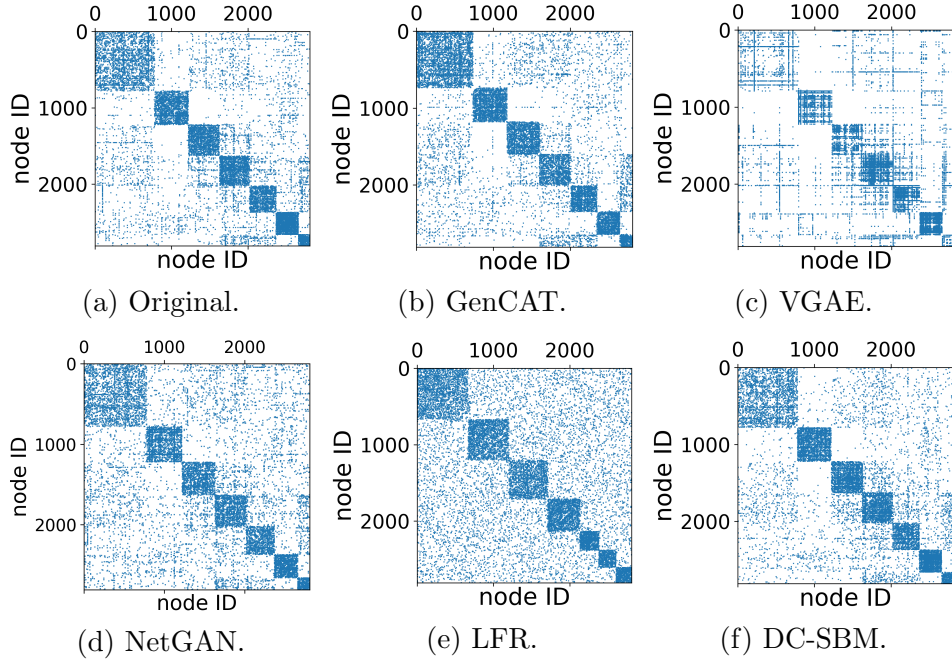 0 1000 2000
0 1000 2000
0 1000 2000
0
1000
2000
node ID
node ID
0
1000
2000
node ID
node ID
0
1000
2000
node ID
node ID
(a) Original.
(b) GenCAT.
(c) VGAE.
0 1000 2000
0 1000 2000
0 1000 2000
0
1000
2000
node ID
node ID
0
1000
2000
node ID
node ID
0
1000
2000
node ID
node ID
(d) NetGAN.
(e) LFR.
(f) DC-SBM.